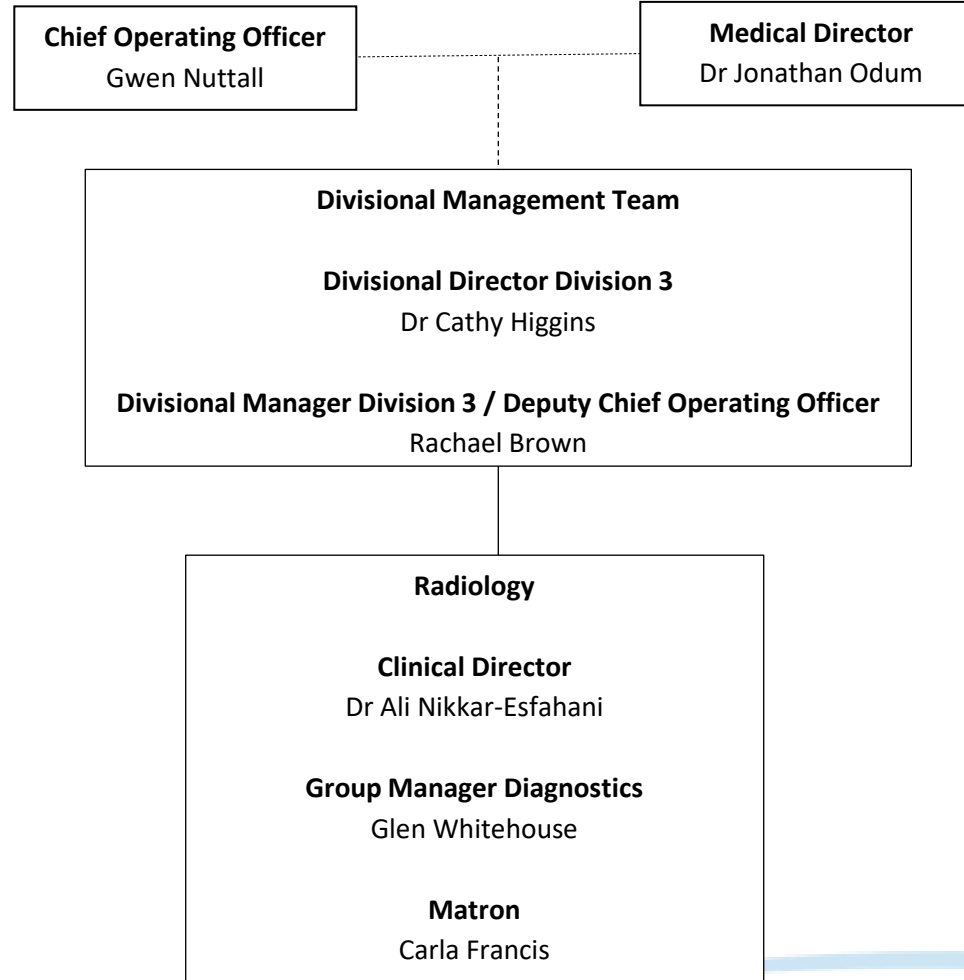 Chief Operating Officer
Gwen Nuttall
Medical Director
Dr Jonathan Odum
Divisional Management Team
Divisional Director Division 3
Dr Cathy Higgins
Divisional Manager Division 3 / Deputy Chief Operating Officer
Rachael Brown
Radiology
Clinical Director
Dr Ali Nikkar-Esfahani
Group Manager Diagnostics
Glen Whitehouse
Matron
Carla Francis